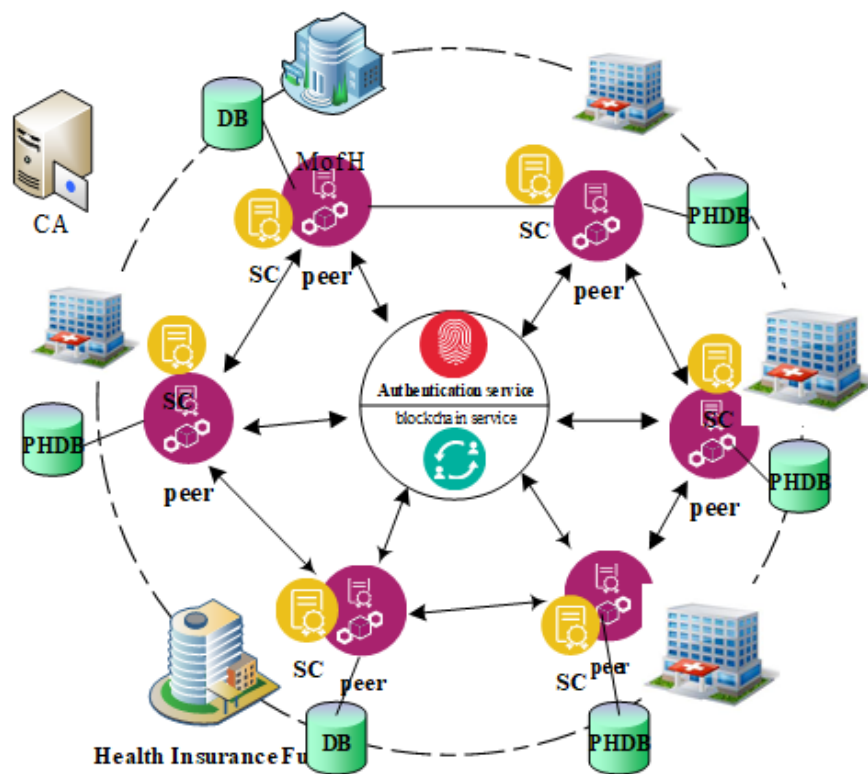 DB
MofH
PHDB
CA
SC
SC
peer
peer
Authentication service
blockchain service
SC
SC
PHDB
PHDB
peer
peer
SC
peer
SC
peer
Health Insurance Fu
DB
PHDB